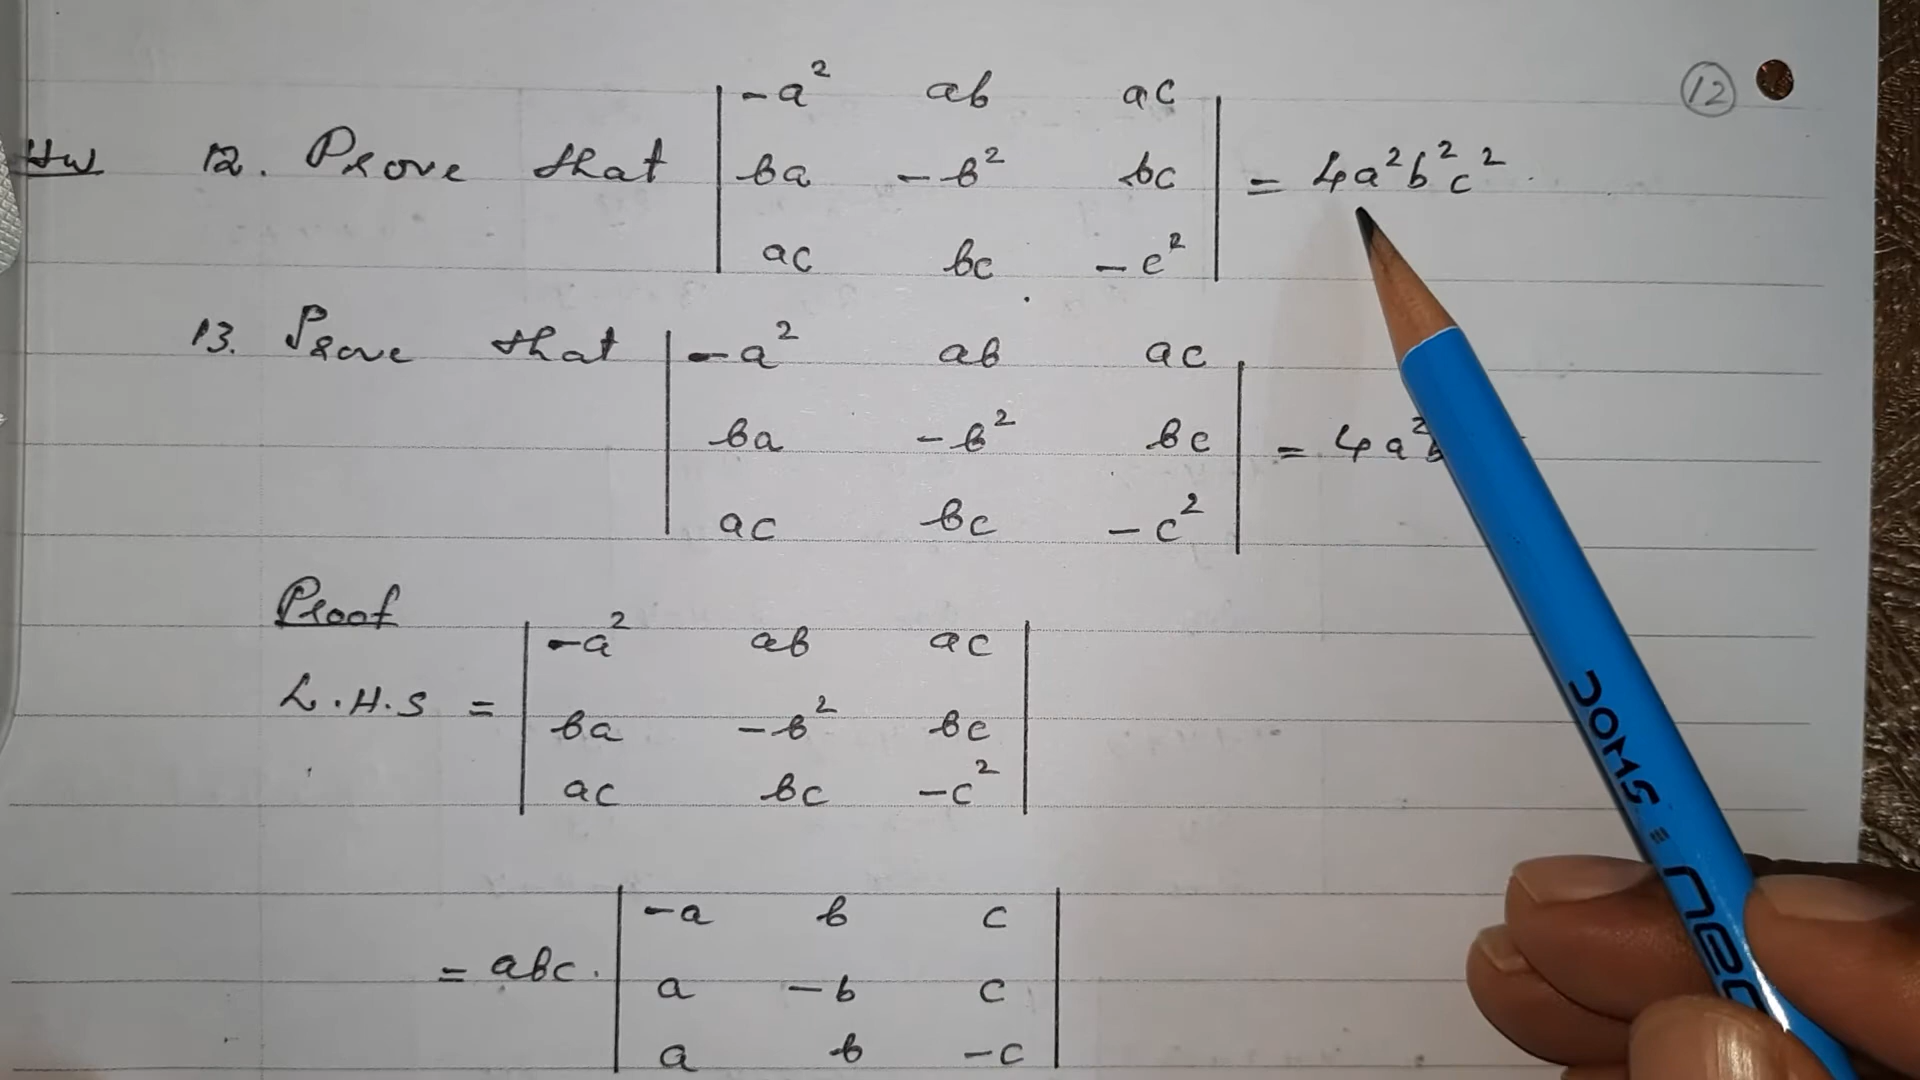 12
HW 12. Prove that | -a² ab ac |
| ba -b² bc | = 4a²b²c².
| ac bc -c² |
13. Prove that | -a² ab ac |
| ba -b² bc | = 4a²b
| ac bc -c² |
Proof
L.H.S = | -a² ab ac |
| ba -b² bc |
| ac bc -c² |
= abc. | -a b c |
| a -b c |
| a b -c |
DOMS
neo